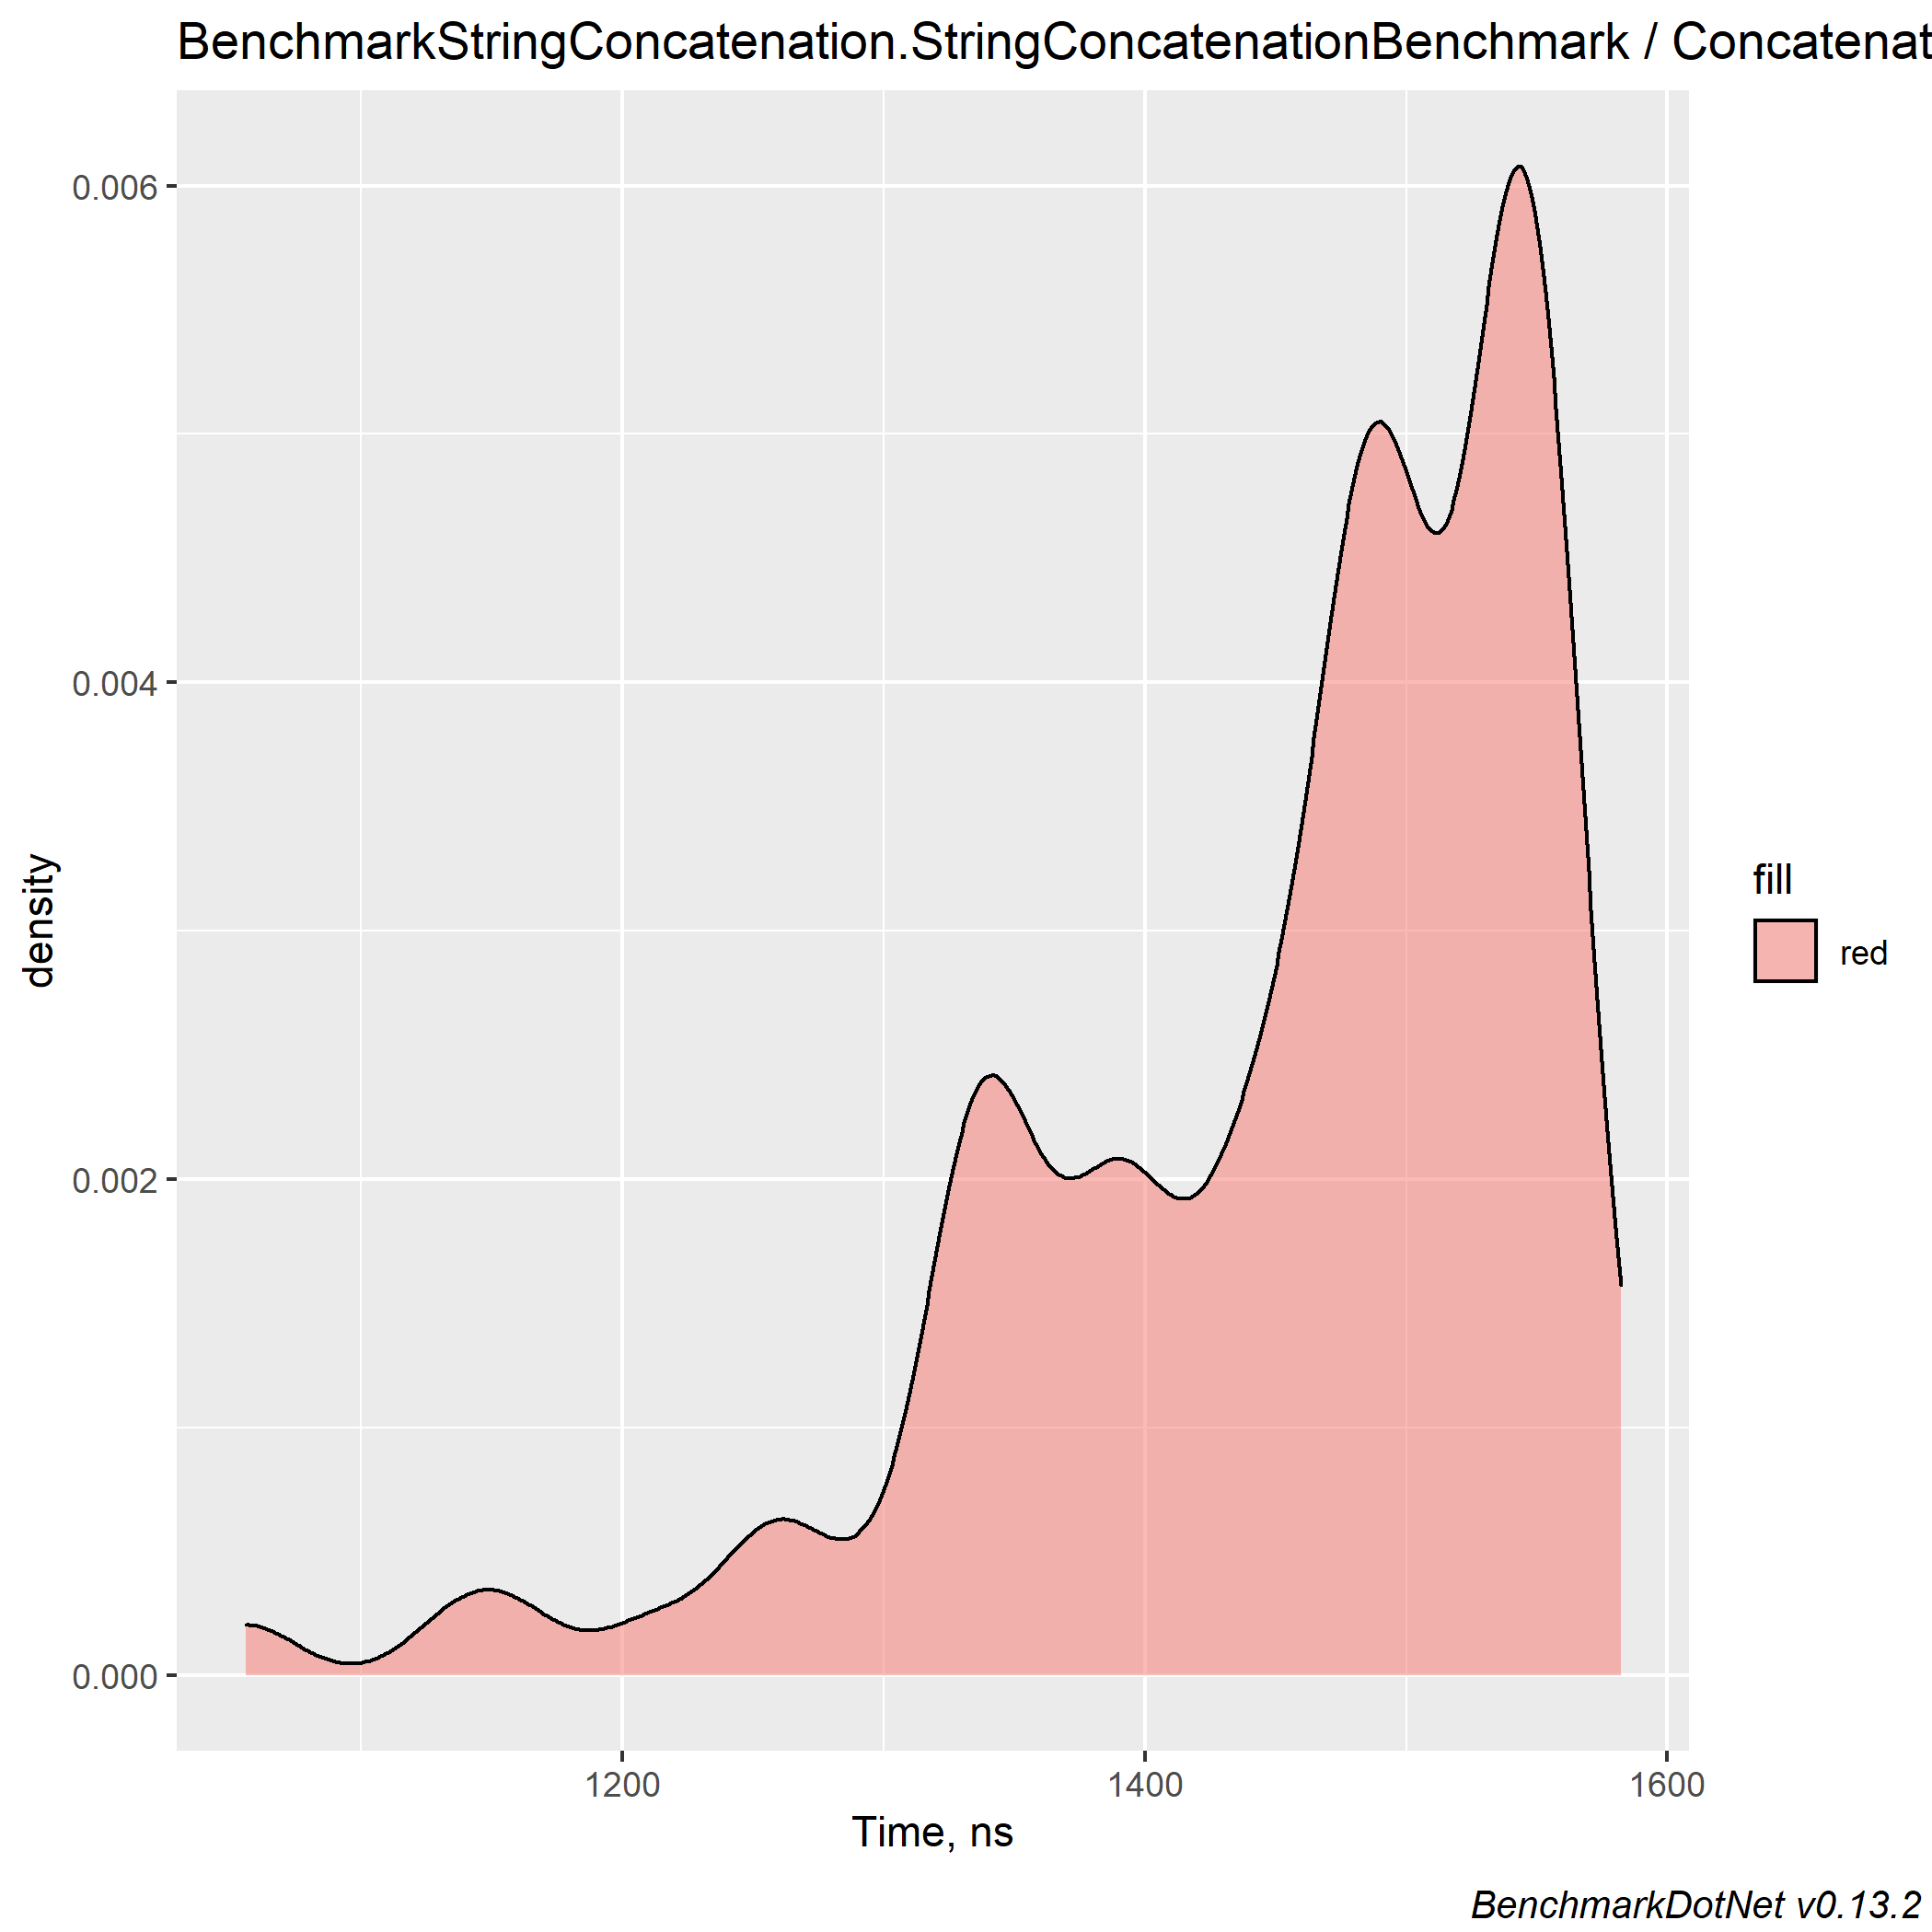 BenchmarkStringConcatenation.StringConcatenationBenchmark / Concatenat
0.006
0.004
0.002
0.000
density
1200 1400 1600
Time, ns
fill
red
BenchmarkDotNet v0.13.2